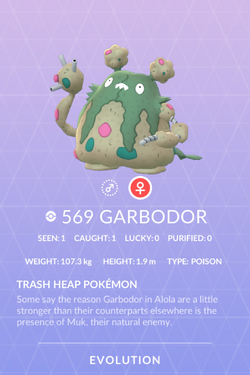 569 GARBODOR
SEEN: 1 CAUGHT: 1 LUCKY: 0 PURIFIED: 0
WEIGHT: 107.3 kg HEIGHT: 1.9 m TYPE: POISON
TRASH HEAP POKÉMON
Some say the reason Garbodor in Alola are a little
stronger than their counterparts elsewhere is the
presence of Muk, their natural enemy.
EVOLUTION